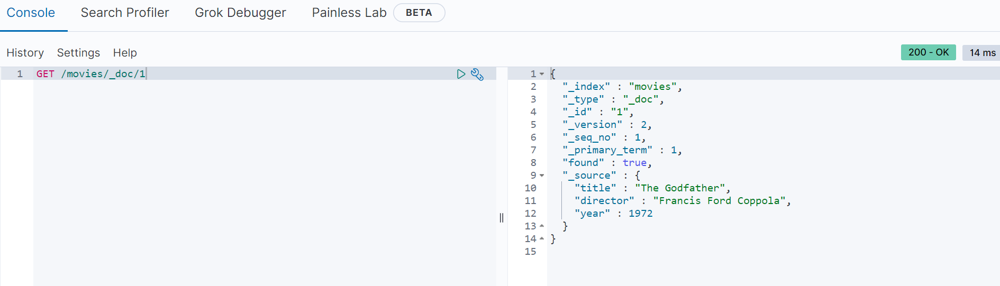 Console Search Profiler Grok Debugger Painless Lab BETA
History Settings Help 200 - OK 14 ms
1 GET /movies/_doc/1
1 {
2 "_index" : "movies",
3 "_type" : "_doc",
4 "_id" : "1",
5 "_version" : 2,
6 "_seq_no" : 1,
7 "_primary_term" : 1,
8 "found" : true,
9 "_source" : {
10 "title" : "The Godfather",
11 "director" : "Francis Ford Coppola",
12 "year" : 1972
13 }
14 }
15